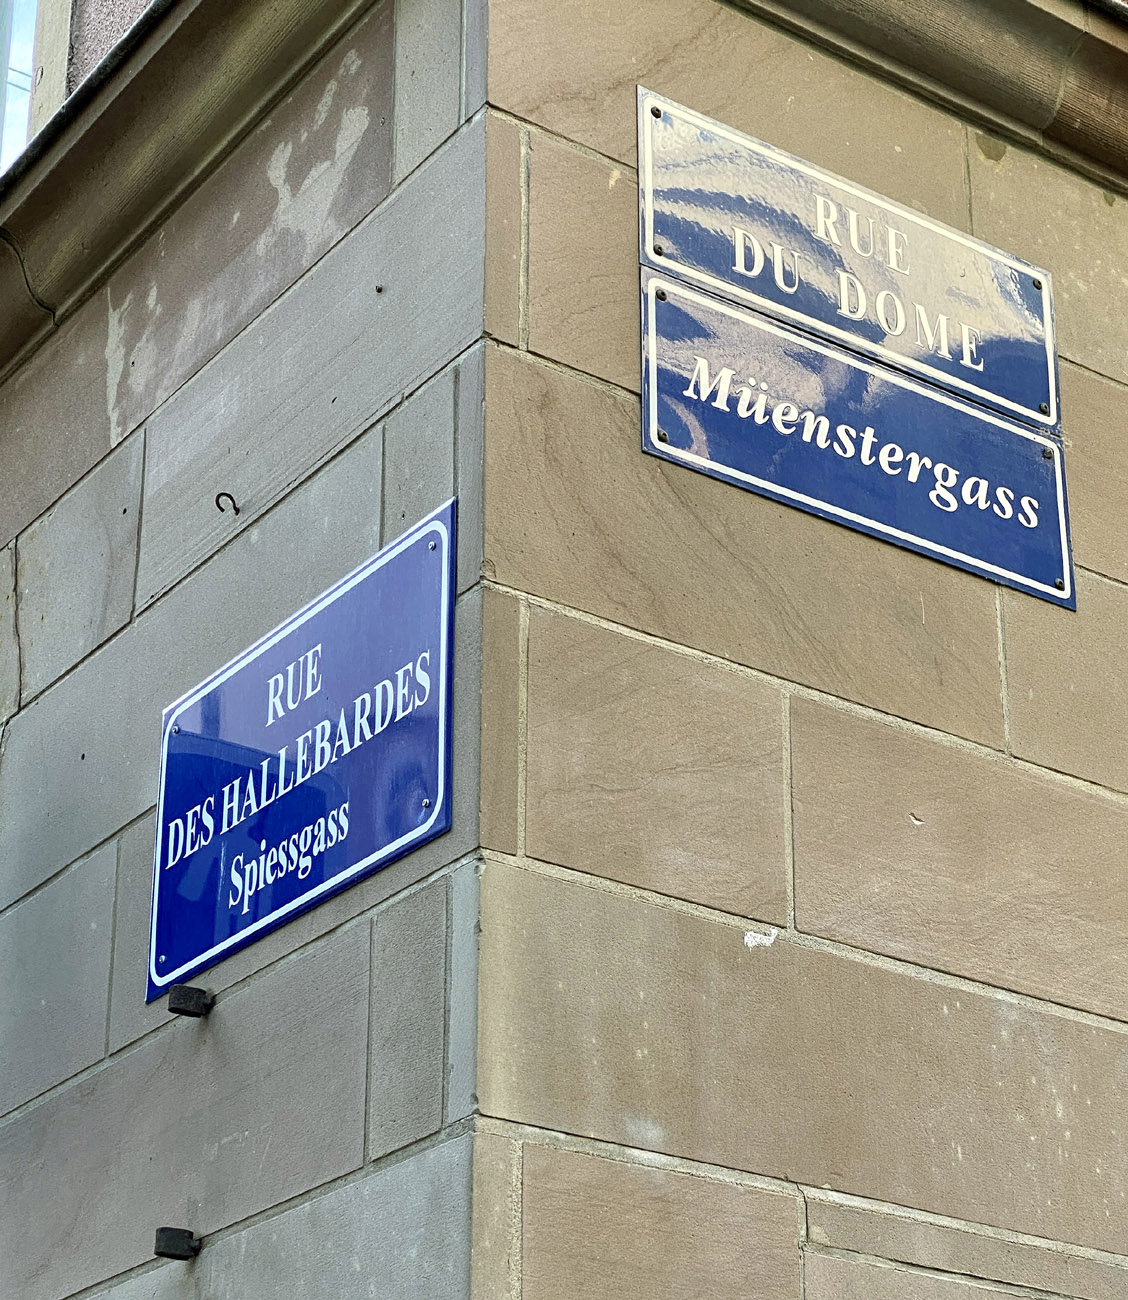 RUE
DU DOME
Müenstergass
RUE
DES HALLEBARDES
Spiessgass